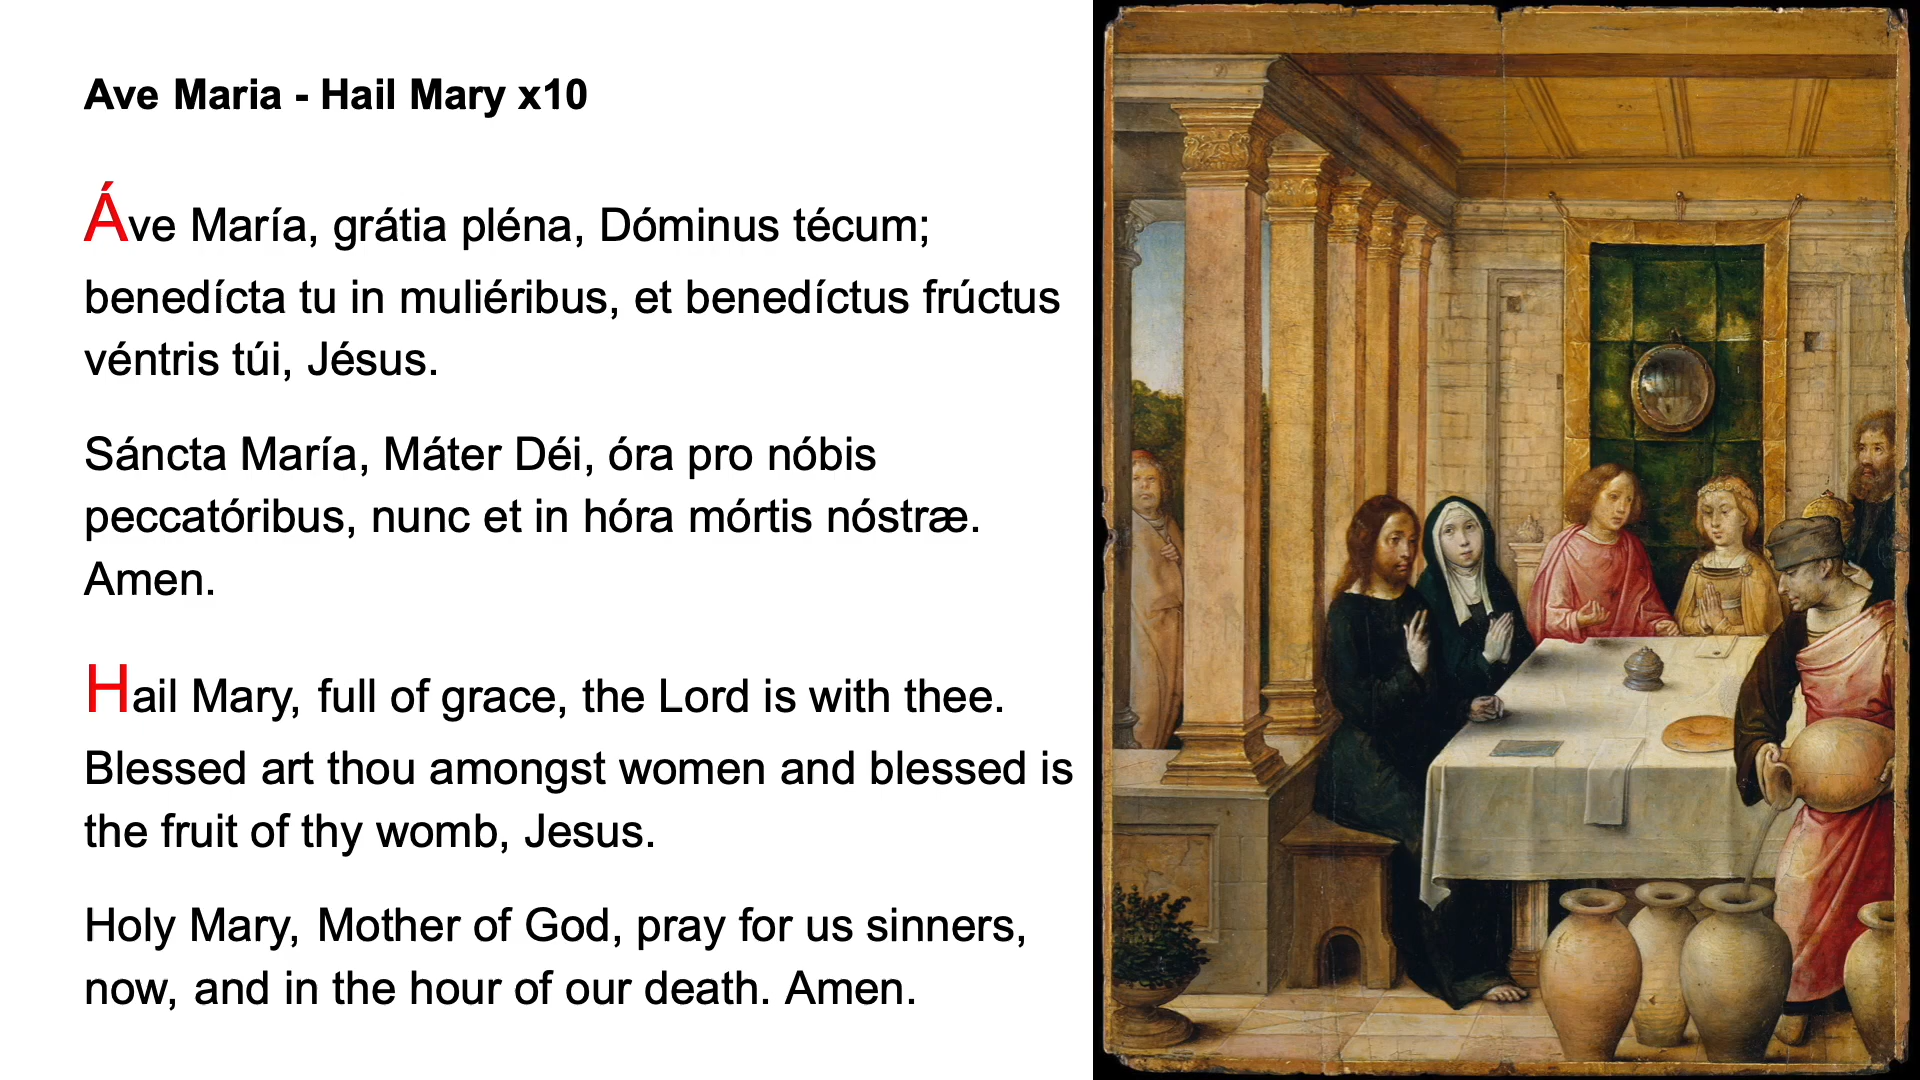 Ave Maria - Hail Mary x10
Áve María, grátia pléna, Dóminus técum;
benedícta tu in muliéribus, et benedíctus frúctus
véntris túi, Jésus.
Sáncta María, Máter Déi, óra pro nóbis
peccatóribus, nunc et in hóra mórtis nóstræ.
Amen.
Hail Mary, full of grace, the Lord is with thee.
Blessed art thou amongst women and blessed is
the fruit of thy womb, Jesus.
Holy Mary, Mother of God, pray for us sinners,
now, and in the hour of our death. Amen.